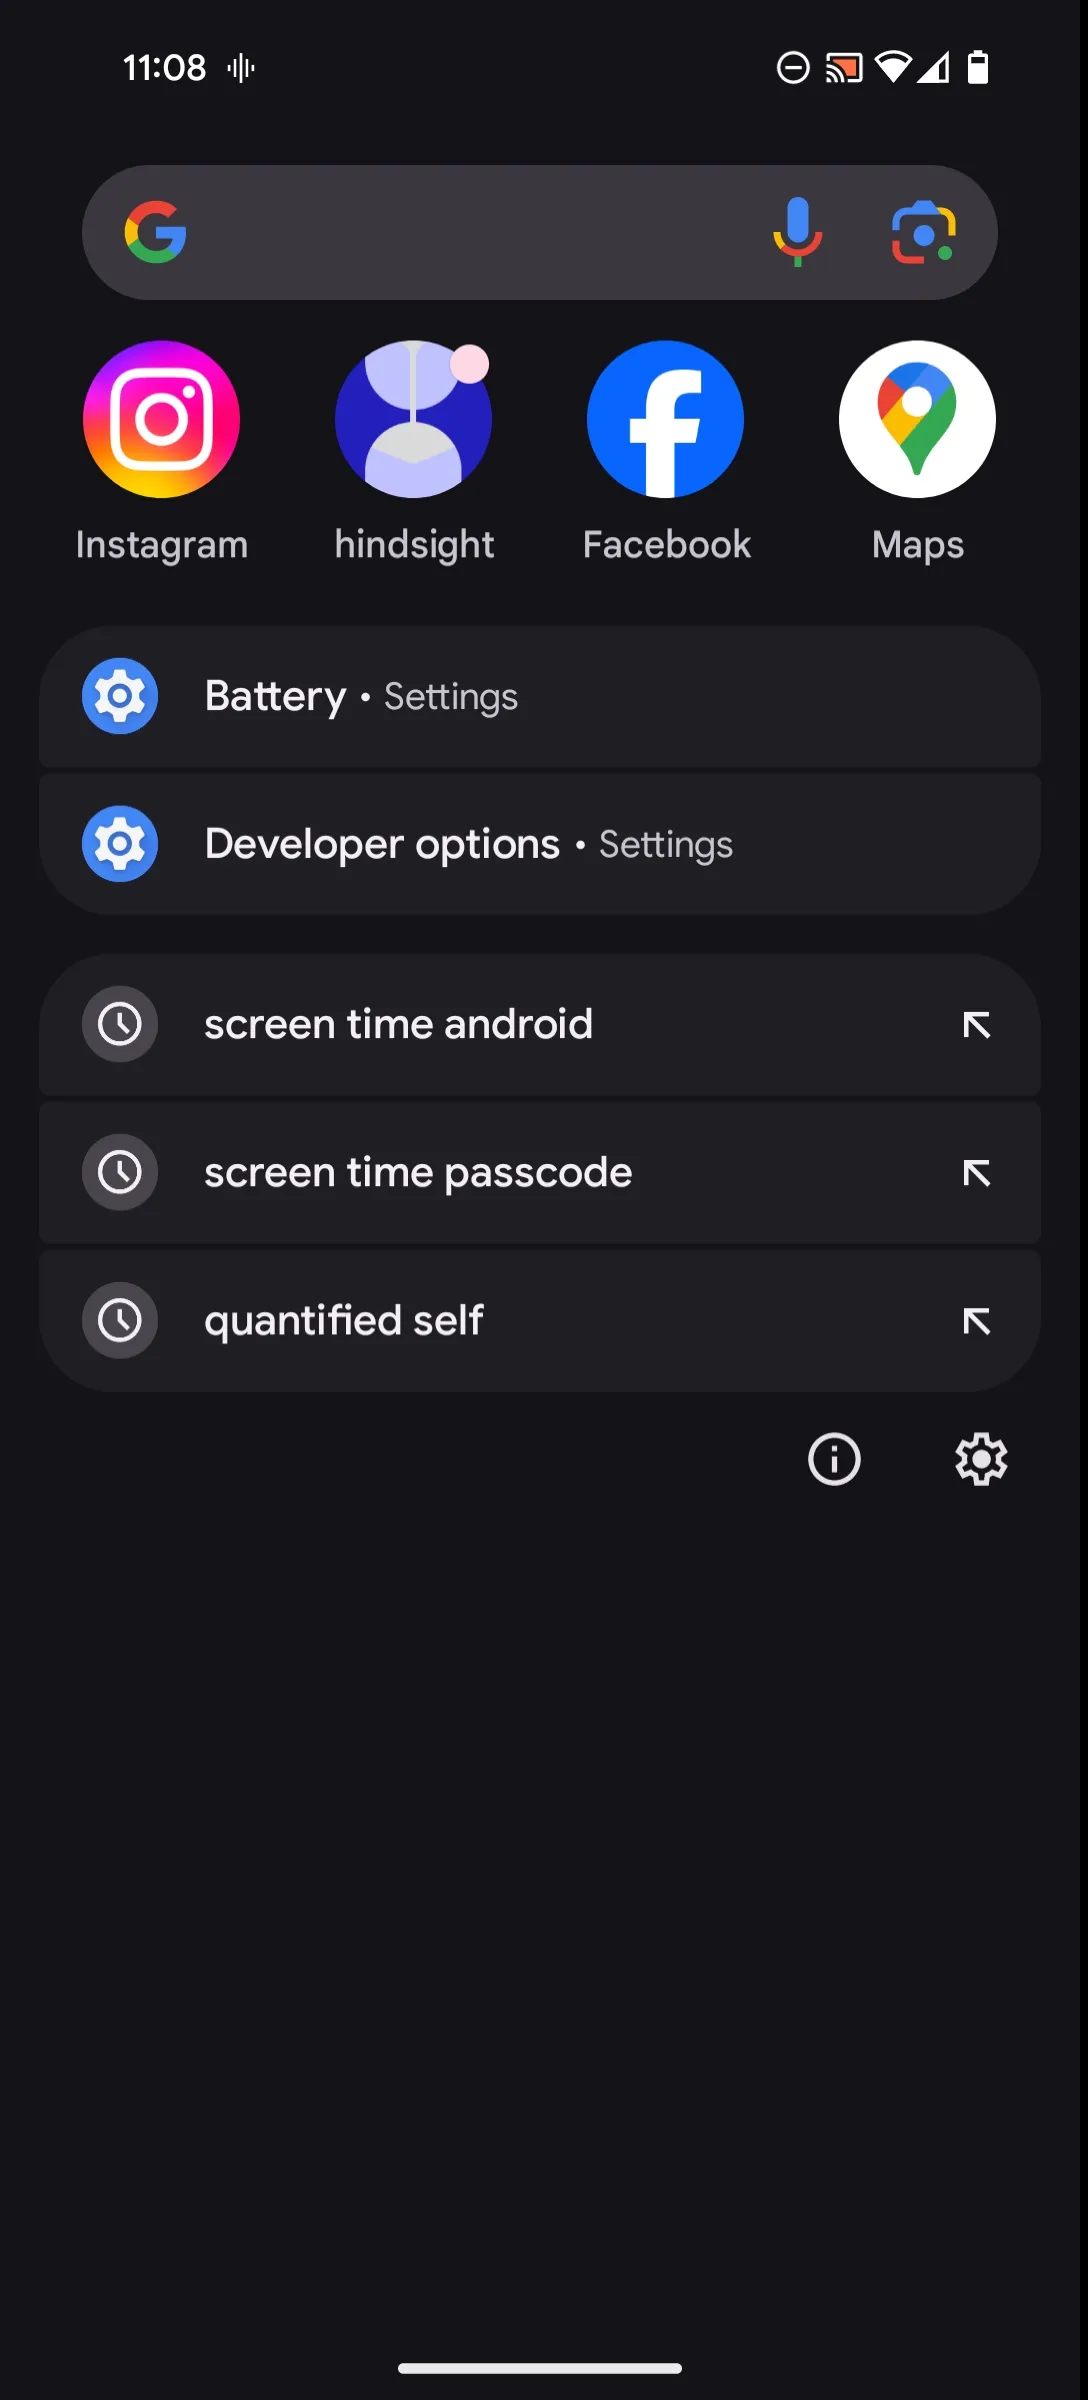 11:08
Instagram
hindsight
Facebook
Maps
Battery • Settings
Developer options • Settings
screen time android
screen time passcode
quantified self